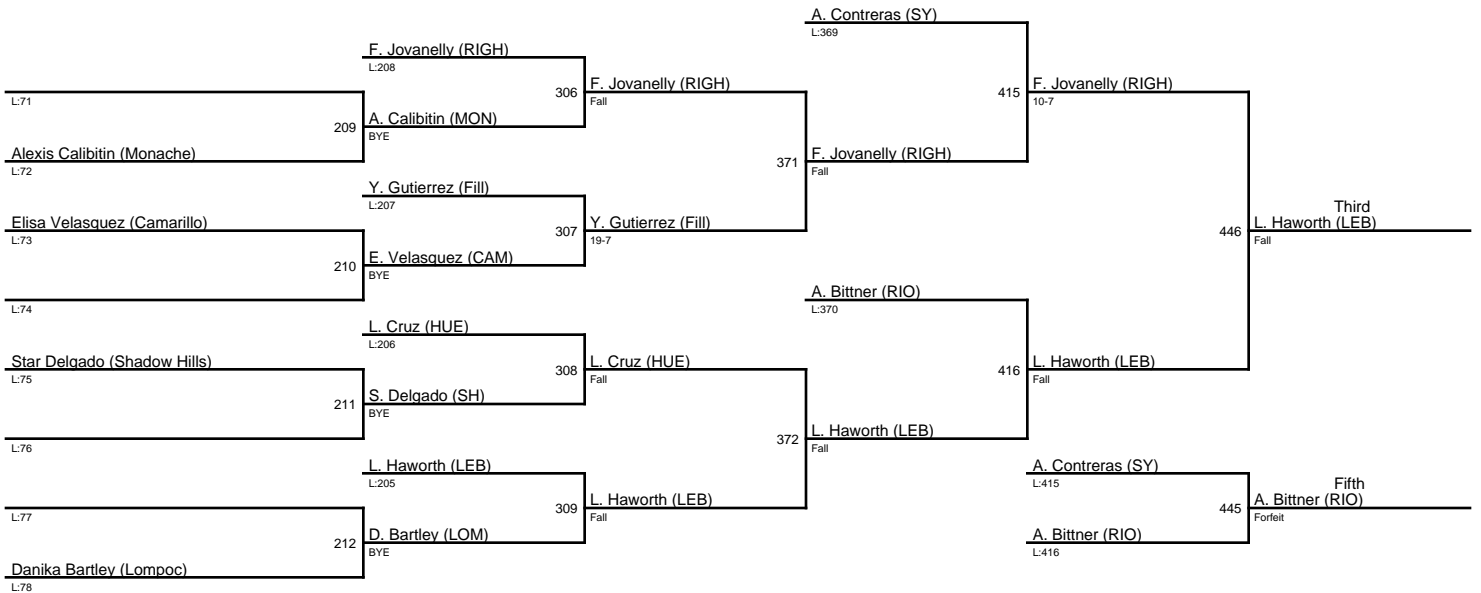 L:71
209
Alexis Calibitin (Monache)
L:72
Elisa Velasquez (Camarillo)
L:73
210
L:74
Star Delgado (Shadow Hills)
L:75
211
L:76
L:77
212
Danika Bartley (Lompoc)
L:78
F. Jovanelly (RIGH)
L:208
306
A. Calibitin (MON)
BYE
Y. Gutierrez (Fill)
L:207
307
E. Velasquez (CAM)
BYE
L. Cruz (HUE)
L:206
308
S. Delgado (SH)
BYE
L. Haworth (LEB)
L:205
309
D. Bartley (LOM)
BYE
F. Jovanelly (RIGH)
Fall
371
Y. Gutierrez (Fill)
19-7
L. Cruz (HUE)
Fall
372
L. Haworth (LEB)
Fall
A. Contreras (SY)
L:369
415
F. Jovanelly (RIGH)
Fall
A. Bittner (RIO)
L:370
416
L. Haworth (LEB)
Fall
F. Jovanelly (RIGH)
10-7
446
L. Haworth (LEB)
Fall
A. Contreras (SY)
L:415
445
A. Bittner (RIO)
L:416
Third
L. Haworth (LEB)
Fall
Fifth
A. Bittner (RIO)
Forfeit